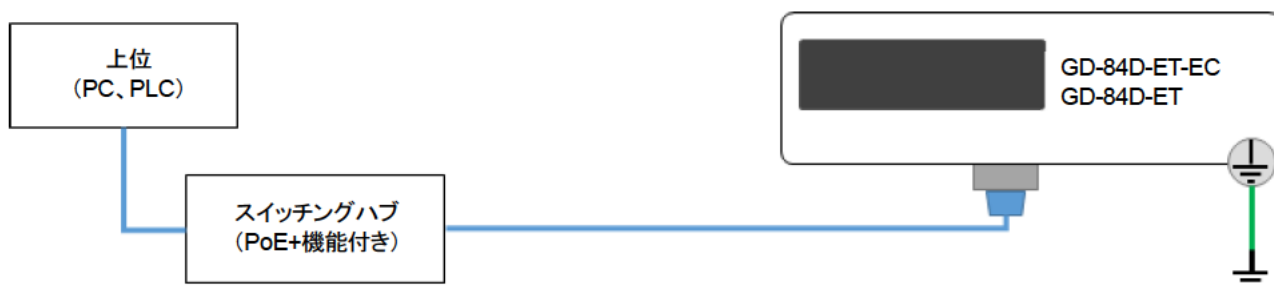 上位
（PC、PLC）
GD-84D-ET-EC
GD-84D-ET
スイッチングハブ
（PoE+機能付き）